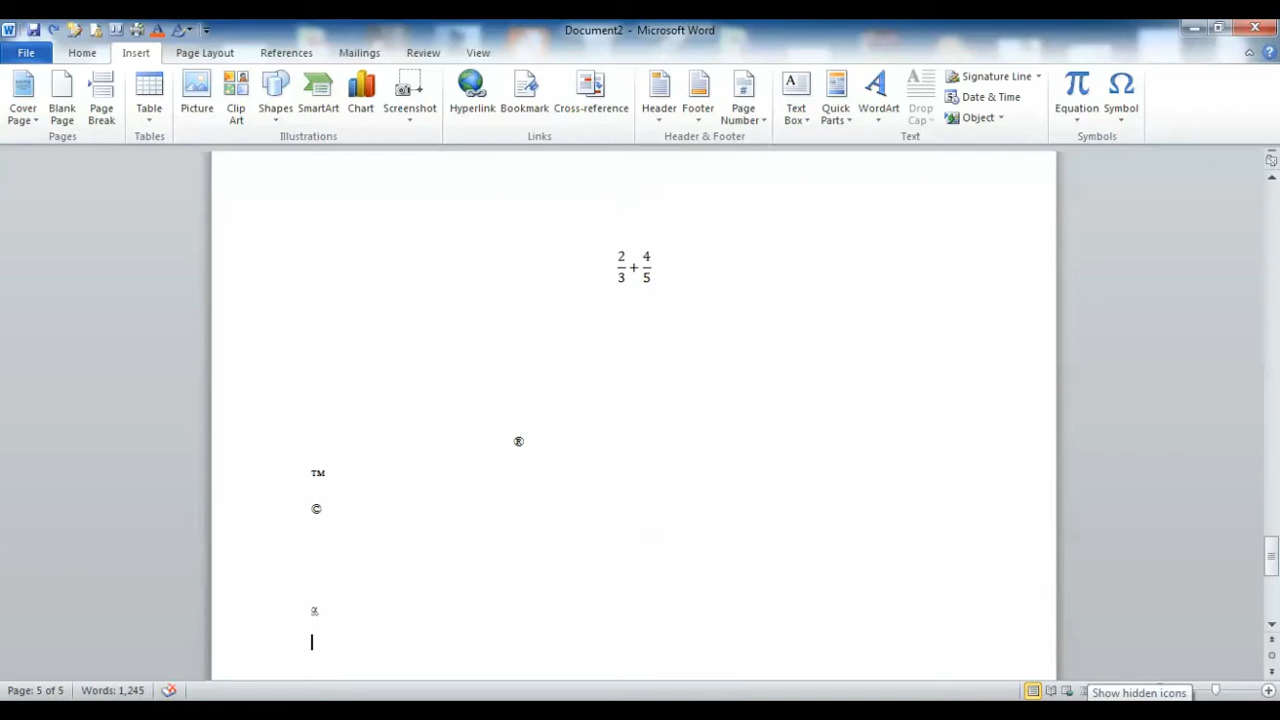 Document2 - Microsoft Word
File Home Insert Page Layout References Mailings Review View
Cover Page Blank Page Page Break Table Picture Clip Art Shapes SmartArt Chart Screenshot Hyperlink Bookmark Cross-reference Header Footer Page Number Text Box Quick Parts WordArt Drop Cap Signature Line Date & Time Object Equation Symbol
Pages Tables Illustrations Links Header & Footer Text Symbols
2/3 + 4/5
®
™
©
α
Page: 5 of 5 Words: 1,245 Show hidden icons